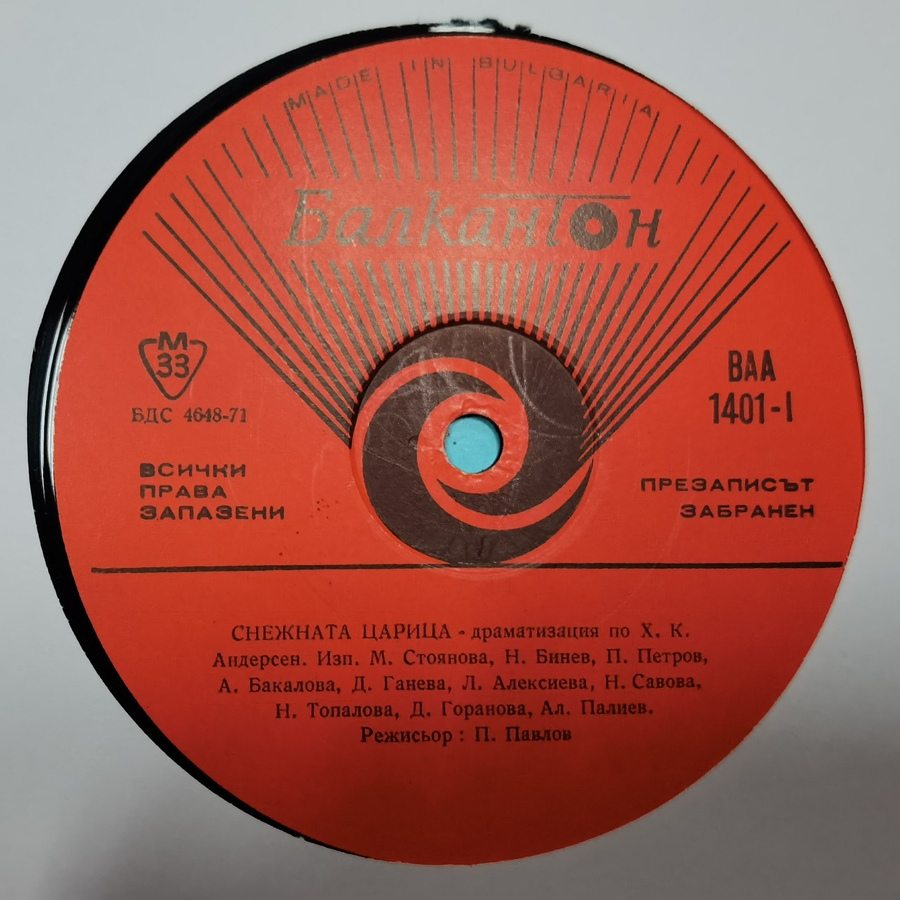 MADE IN BULGARIA
Балкантон
М
33
БДС 4648-71
ВАА
1401-I
ВСИЧКИ
ПРАВА
ЗАПАЗЕНИ
ПРЕЗАПИСЪТ
ЗАБРАНЕН
СНЕЖНАТА ЦАРИЦА - драматизация по Х. К.
Андерсен. Изп. М. Стоянова, Н. Бинев, П. Петров,
А. Бакалова, Д. Ганева, Л. Алексиева, Н. Савова,
Н. Топалова, Д. Горанова, Ал. Палиев.
Режисьор : П. Павлов